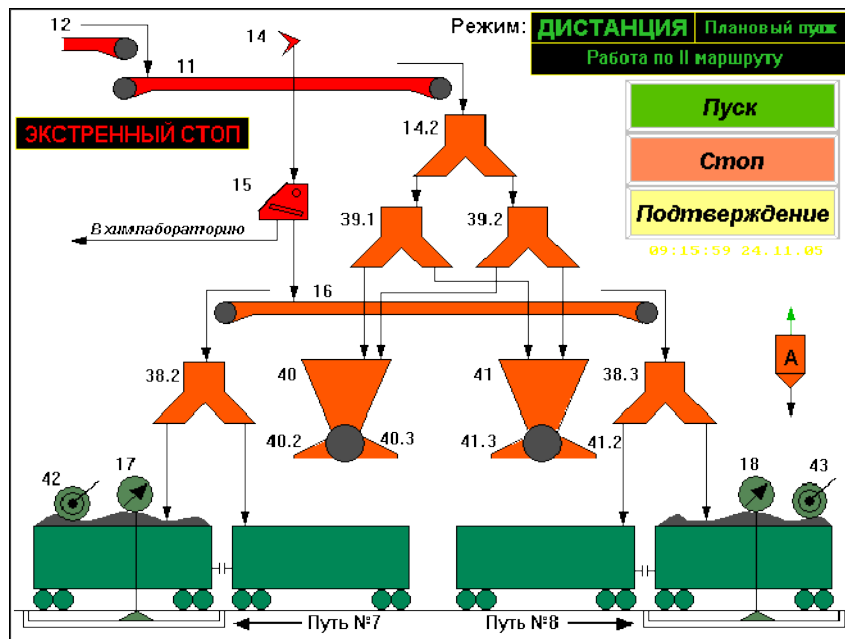 12
14
Режим: ДИСТАНЦИЯ Плановый пуск
Работа по II маршруту
11
Пуск
14.2
ЭКСТРЕННЫЙ СТОП
Стоп
15
39.1
39.2
Подтверждение
В химлабораторию
09:15:59 24.11.05
16
38.2
40
41
38.3
А
40.2
40.3
41.3
41.2
42
17
18
43
Путь №7
Путь №8